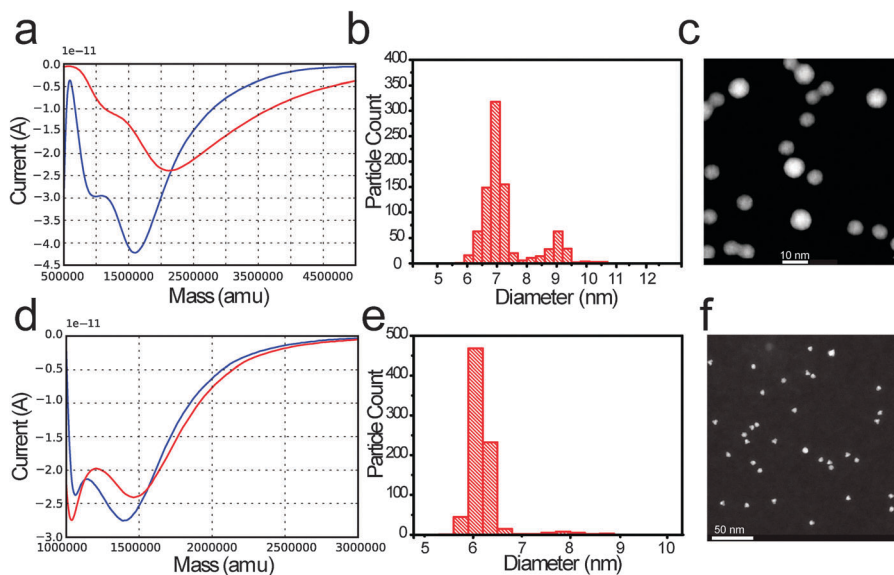 a
1e−11
0.0
−0.5
−1.0
−1.5
−2.0
−2.5
−3.0
−3.5
−4.0
−4.5
Current (A)
500000 1500000 2500000 3500000 4500000
Mass (amu)
b
400
350
300
250
200
150
100
50
0
Particle Count
5 6 7 8 9 10 11 12
Diameter (nm)
c
10 nm
d
1e−11
0.0
−0.5
−1.0
−1.5
−2.0
−2.5
−3.0
Current (A)
1000000 1500000 2000000 2500000 3000000
Mass (amu)
e
500
400
300
200
100
0
Particle Count
5 6 7 8 9 10
Diameter (nm)
f
50 nm